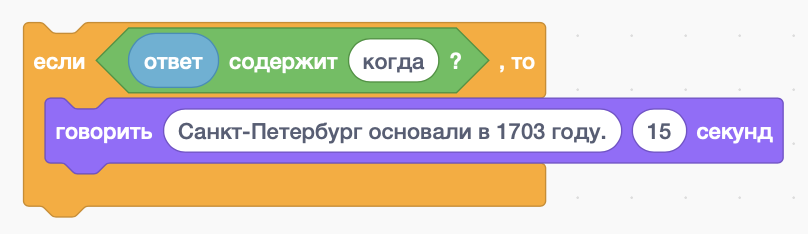 если ответ содержит когда ? , то
говорить Санкт-Петербург основали в 1703 году. 15 секунд